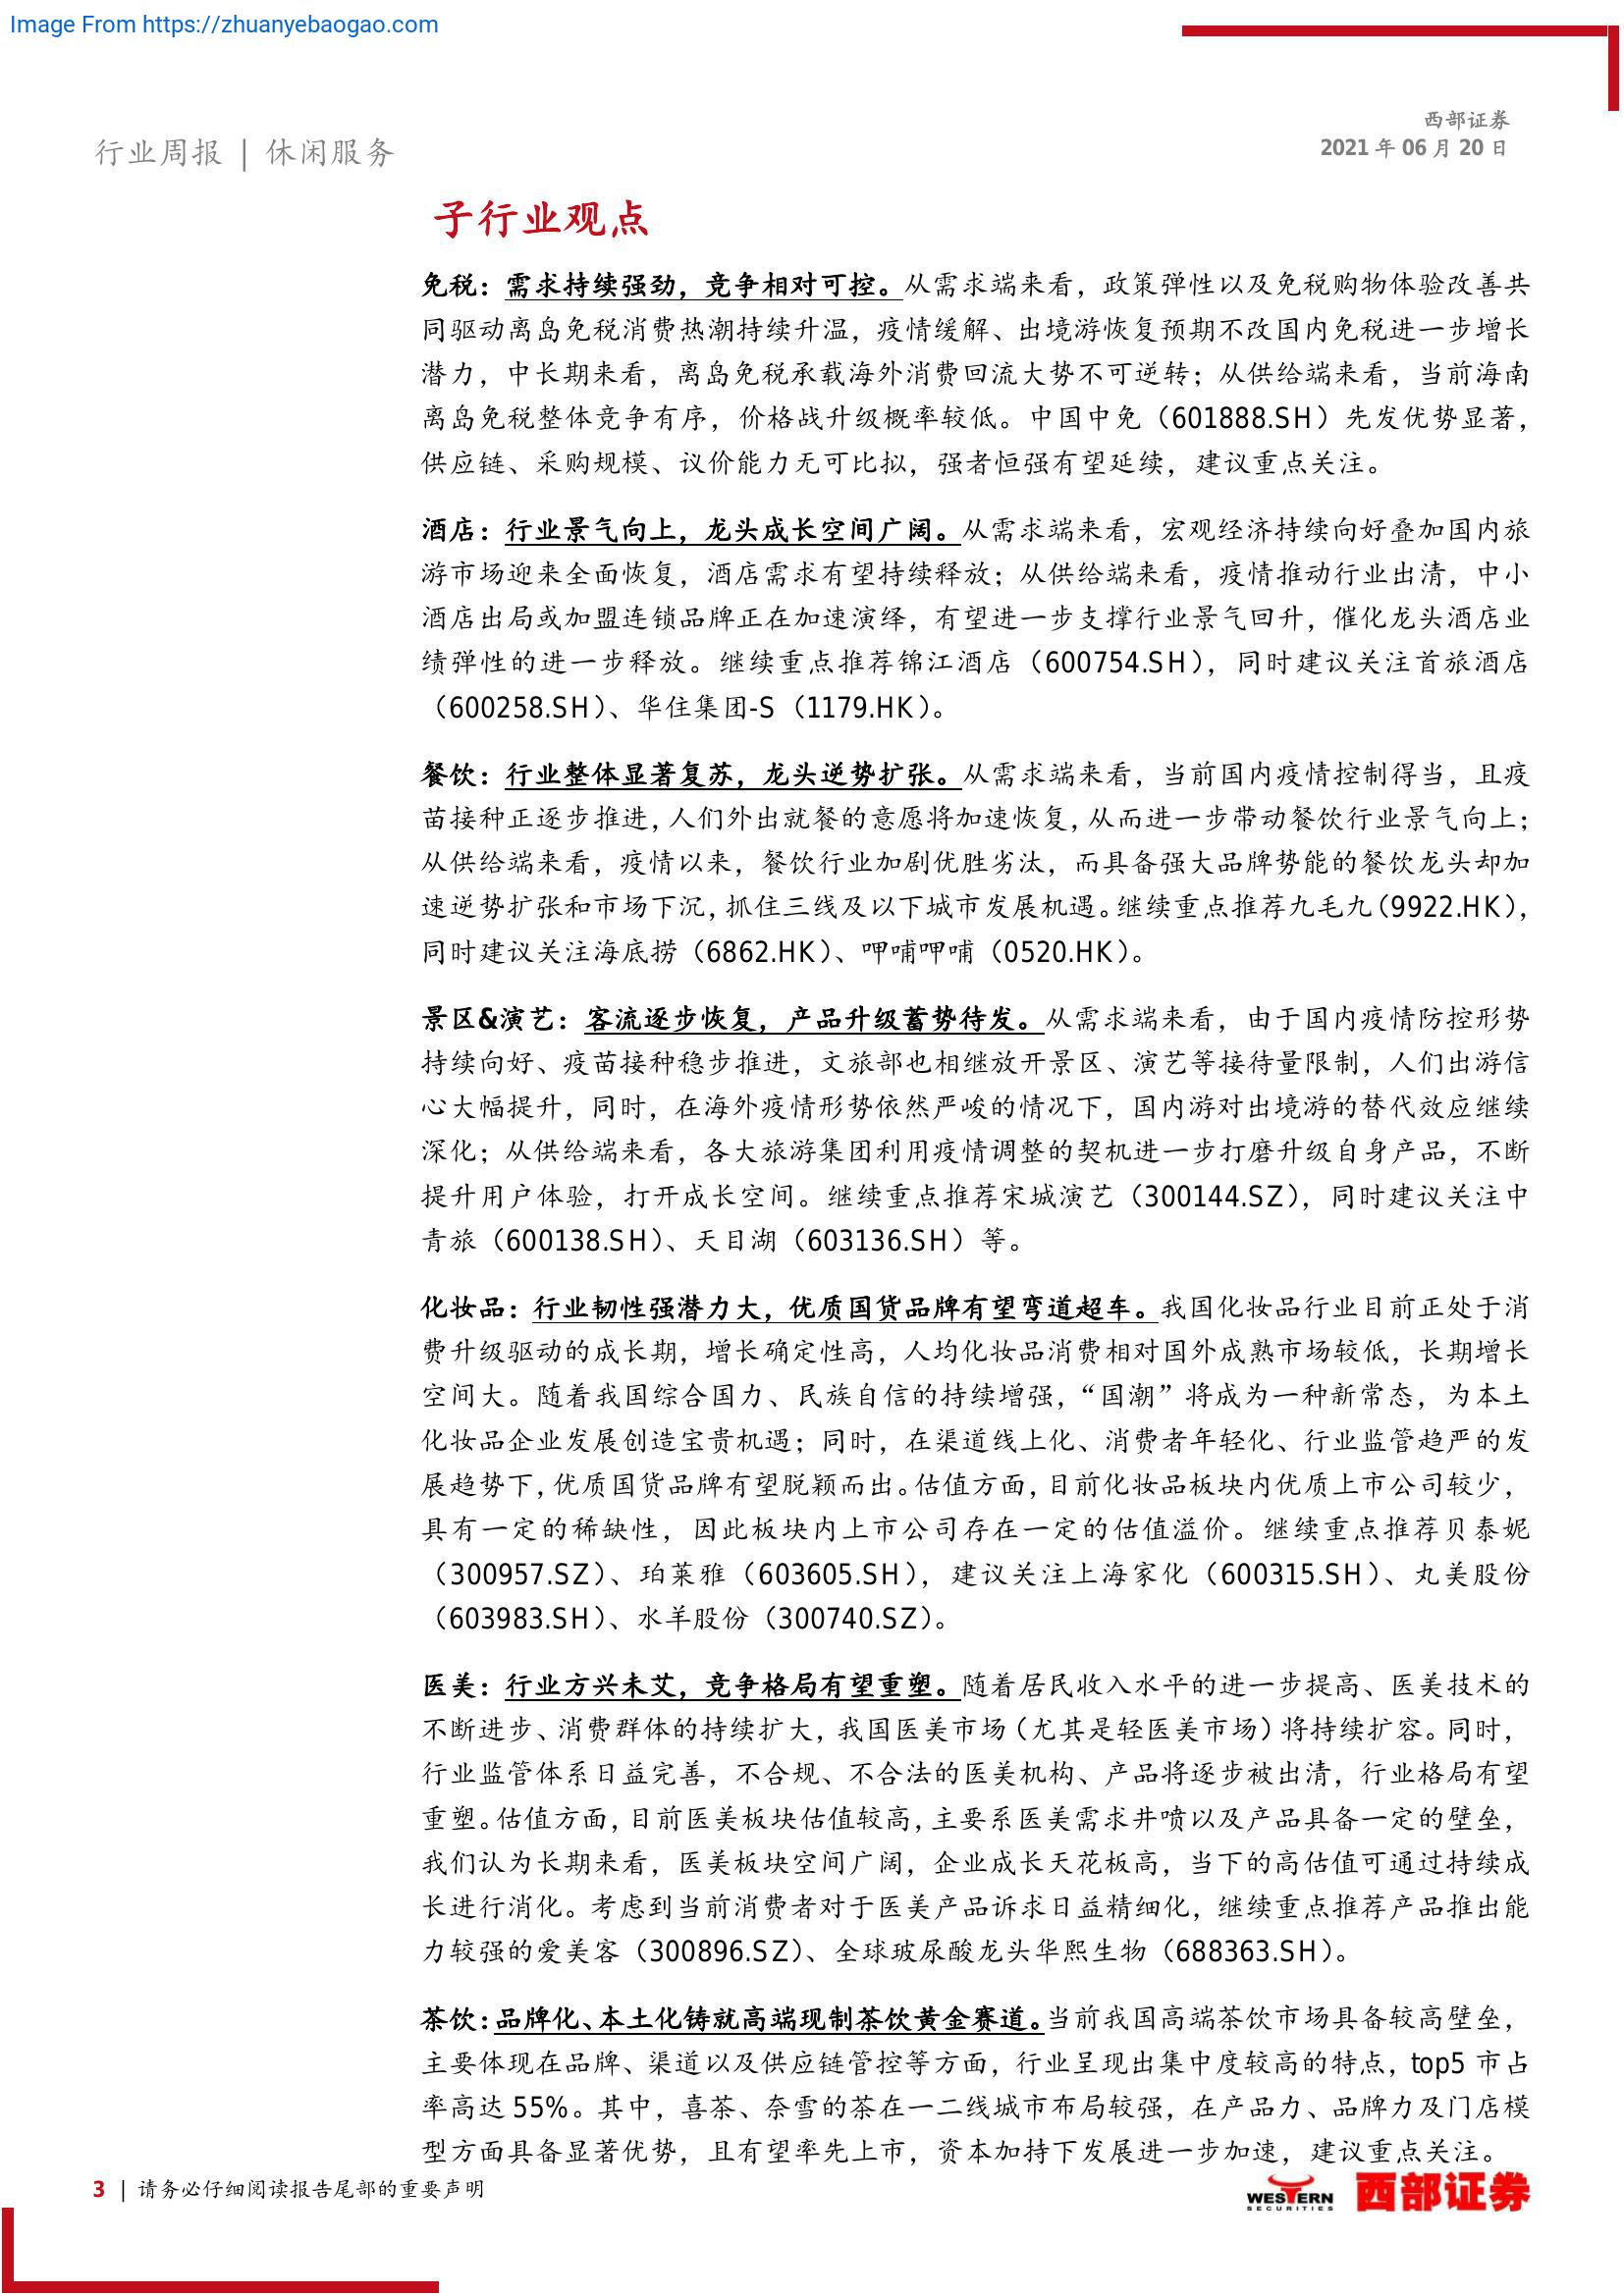 Image From https://zhuanyebaogao.com
西部证券
2021 年 06 月 20 日
行业周报 | 休闲服务
子行业观点
免税：需求持续强劲，竞争相对可控。从需求端来看，政策弹性以及免税购物体验改善共
同驱动离岛免税消费热潮持续升温，疫情缓解、出境游恢复预期不改国内免税进一步增长
潜力，中长期来看，离岛免税承载海外消费回流大势不可逆转；从供给端来看，当前海南
离岛免税整体竞争有序，价格战升级概率较低。中国中免（601888.SH）先发优势显著，
供应链、采购规模、议价能力无可比拟，强者恒强有望延续，建议重点关注。
酒店：行业景气向上，龙头成长空间广阔。从需求端来看，宏观经济持续向好叠加国内旅
游市场迎来全面恢复，酒店需求有望持续释放；从供给端来看，疫情推动行业出清，中小
酒店出局或加盟连锁品牌正在加速演绎，有望进一步支撑行业景气回升，催化龙头酒店业
绩弹性的进一步释放。继续重点推荐锦江酒店（600754.SH），同时建议关注首旅酒店
（600258.SH）、华住集团-S（1179.HK）。
餐饮：行业整体显著复苏，龙头逆势扩张。从需求端来看，当前国内疫情控制得当，且疫
苗接种正逐步推进，人们外出就餐的意愿将加速恢复，从而进一步带动餐饮行业景气向上；
从供给端来看，疫情以来，餐饮行业加剧优胜劣汰，而具备强大品牌势能的餐饮龙头却加
速逆势扩张和市场下沉，抓住三线及以下城市发展机遇。继续重点推荐九毛九（9922.HK），
同时建议关注海底捞（6862.HK）、呷哺呷哺（0520.HK）。
景区&演艺：客流逐步恢复，产品升级蓄势待发。从需求端来看，由于国内疫情防控形势
持续向好、疫苗接种稳步推进，文旅部也相继放开景区、演艺等接待量限制，人们出游信
心大幅提升，同时，在海外疫情形势依然严峻的情况下，国内游对出境游的替代效应继续
深化；从供给端来看，各大旅游集团利用疫情调整的契机进一步打磨升级自身产品，不断
提升用户体验，打开成长空间。继续重点推荐宋城演艺（300144.SZ），同时建议关注中
青旅（600138.SH）、天目湖（603136.SH）等。
化妆品：行业韧性强潜力大，优质国货品牌有望弯道超车。我国化妆品行业目前正处于消
费升级驱动的成长期，增长确定性高，人均化妆品消费相对国外成熟市场较低，长期增长
空间大。随着我国综合国力、民族自信的持续增强，“国潮”将成为一种新常态，为本土
化妆品企业发展创造宝贵机遇；同时，在渠道线上化、消费者年轻化、行业监管趋严的发
展趋势下，优质国货品牌有望脱颖而出。估值方面，目前化妆品板块内优质上市公司较少，
具有一定的稀缺性，因此板块内上市公司存在一定的估值溢价。继续重点推荐贝泰妮
（300957.SZ）、珀莱雅（603605.SH），建议关注上海家化（600315.SH）、丸美股份
（603983.SH）、水羊股份（300740.SZ）。
医美：行业方兴未艾，竞争格局有望重塑。随着居民收入水平的进一步提高、医美技术的
不断进步、消费群体的持续扩大，我国医美市场（尤其是轻医美市场）将持续扩容。同时，
行业监管体系日益完善，不合规、不合法的医美机构、产品将逐步被出清，行业格局有望
重塑。估值方面，目前医美板块估值较高，主要系医美需求井喷以及产品具备一定的壁垒，
我们认为长期来看，医美板块空间广阔，企业成长天花板高，当下的高估值可通过持续成
长进行消化。考虑到当前消费者对于医美产品诉求日益精细化，继续重点推荐产品推出能
力较强的爱美客（300896.SZ）、全球玻尿酸龙头华熙生物（688363.SH）。
茶饮：品牌化、本土化铸就高端现制茶饮黄金赛道。当前我国高端茶饮市场具备较高壁垒，
主要体现在品牌、渠道以及供应链管控等方面，行业呈现出集中度较高的特点，top5 市占
率高达 55%。其中，喜茶、奈雪的茶在一二线城市布局较强，在产品力、品牌力及门店模
型方面具备显著优势，且有望率先上市，资本加持下发展进一步加速，建议重点关注。
3 | 请务必仔细阅读报告尾部的重要声明
WESTERN
SECURITIES
西部证券